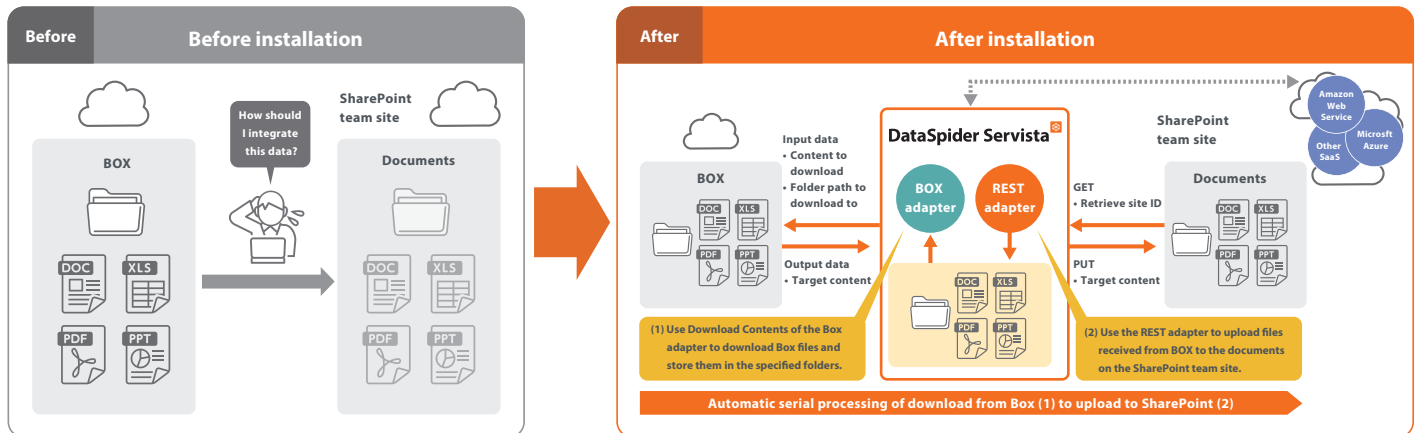 Before
Before installation
How should
I integrate
this data?
SharePoint
team site
BOX
DOC
XLS
PDF
PPT
Documents
DOC
XLS
PDF
PPT
After
After installation
BOX
DOC
XLS
PDF
PPT
Input data
• Content to
download
• Folder path to
download to
Output data
• Target content
DataSpider Servista
BOX
adapter
REST
adapter
DOC
XLS
PDF
PPT
GET
• Retrieve site ID
PUT
• Target content
SharePoint
team site
Documents
DOC
XLS
PDF
PPT
Amazon
Web
Service
Microsft
Azure
Other
SaaS
(1) Use Download Contents of the Box
adapter to download Box files and
store them in the specified folders.
(2) Use the REST adapter to upload files
received from BOX to the documents
on the SharePoint team site.
Automatic serial processing of download from Box (1) to upload to SharePoint (2)